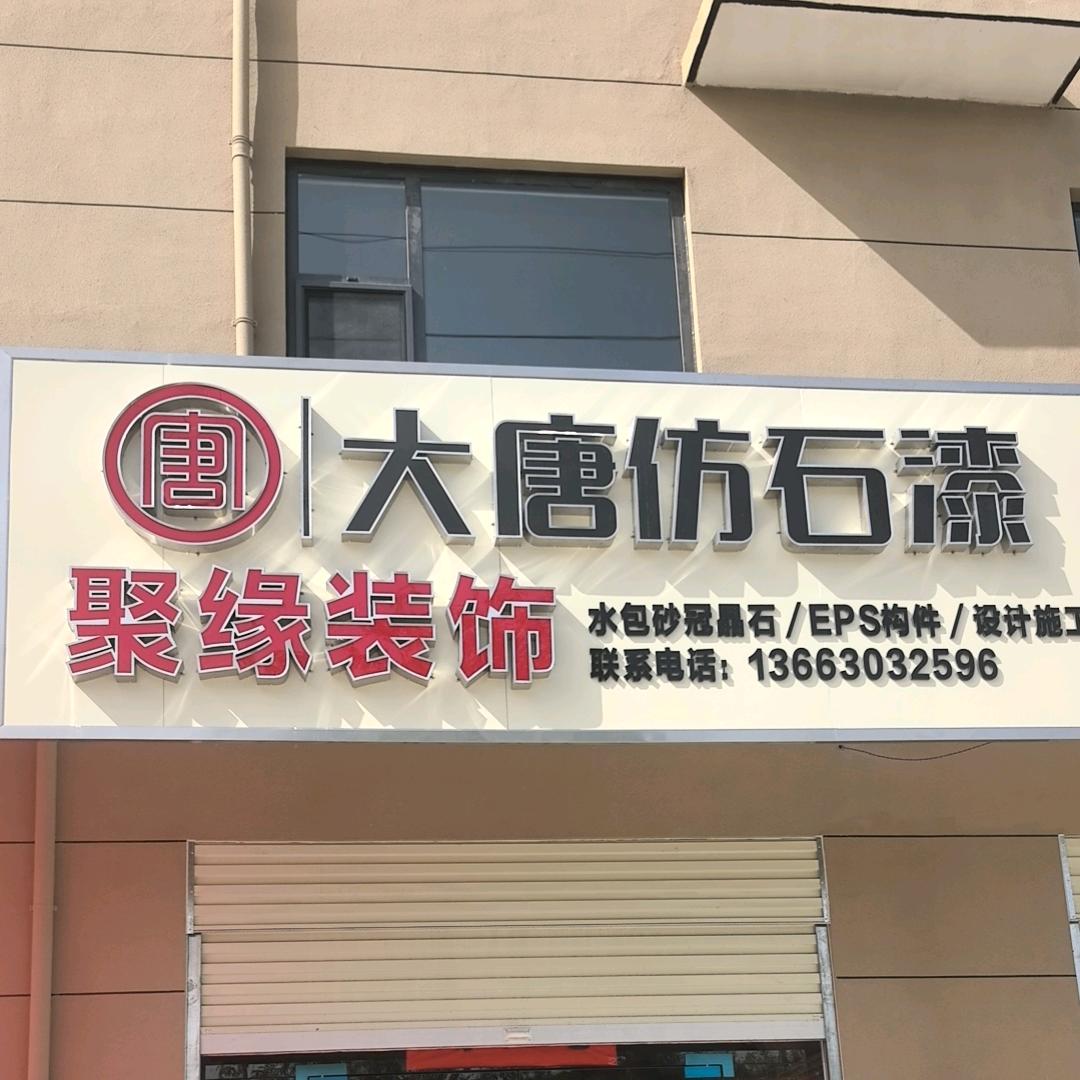 唐 大唐仿石漆
聚缘装饰
水包砂冠晶石/EPS构件/设计施工
联系电话：13663032596